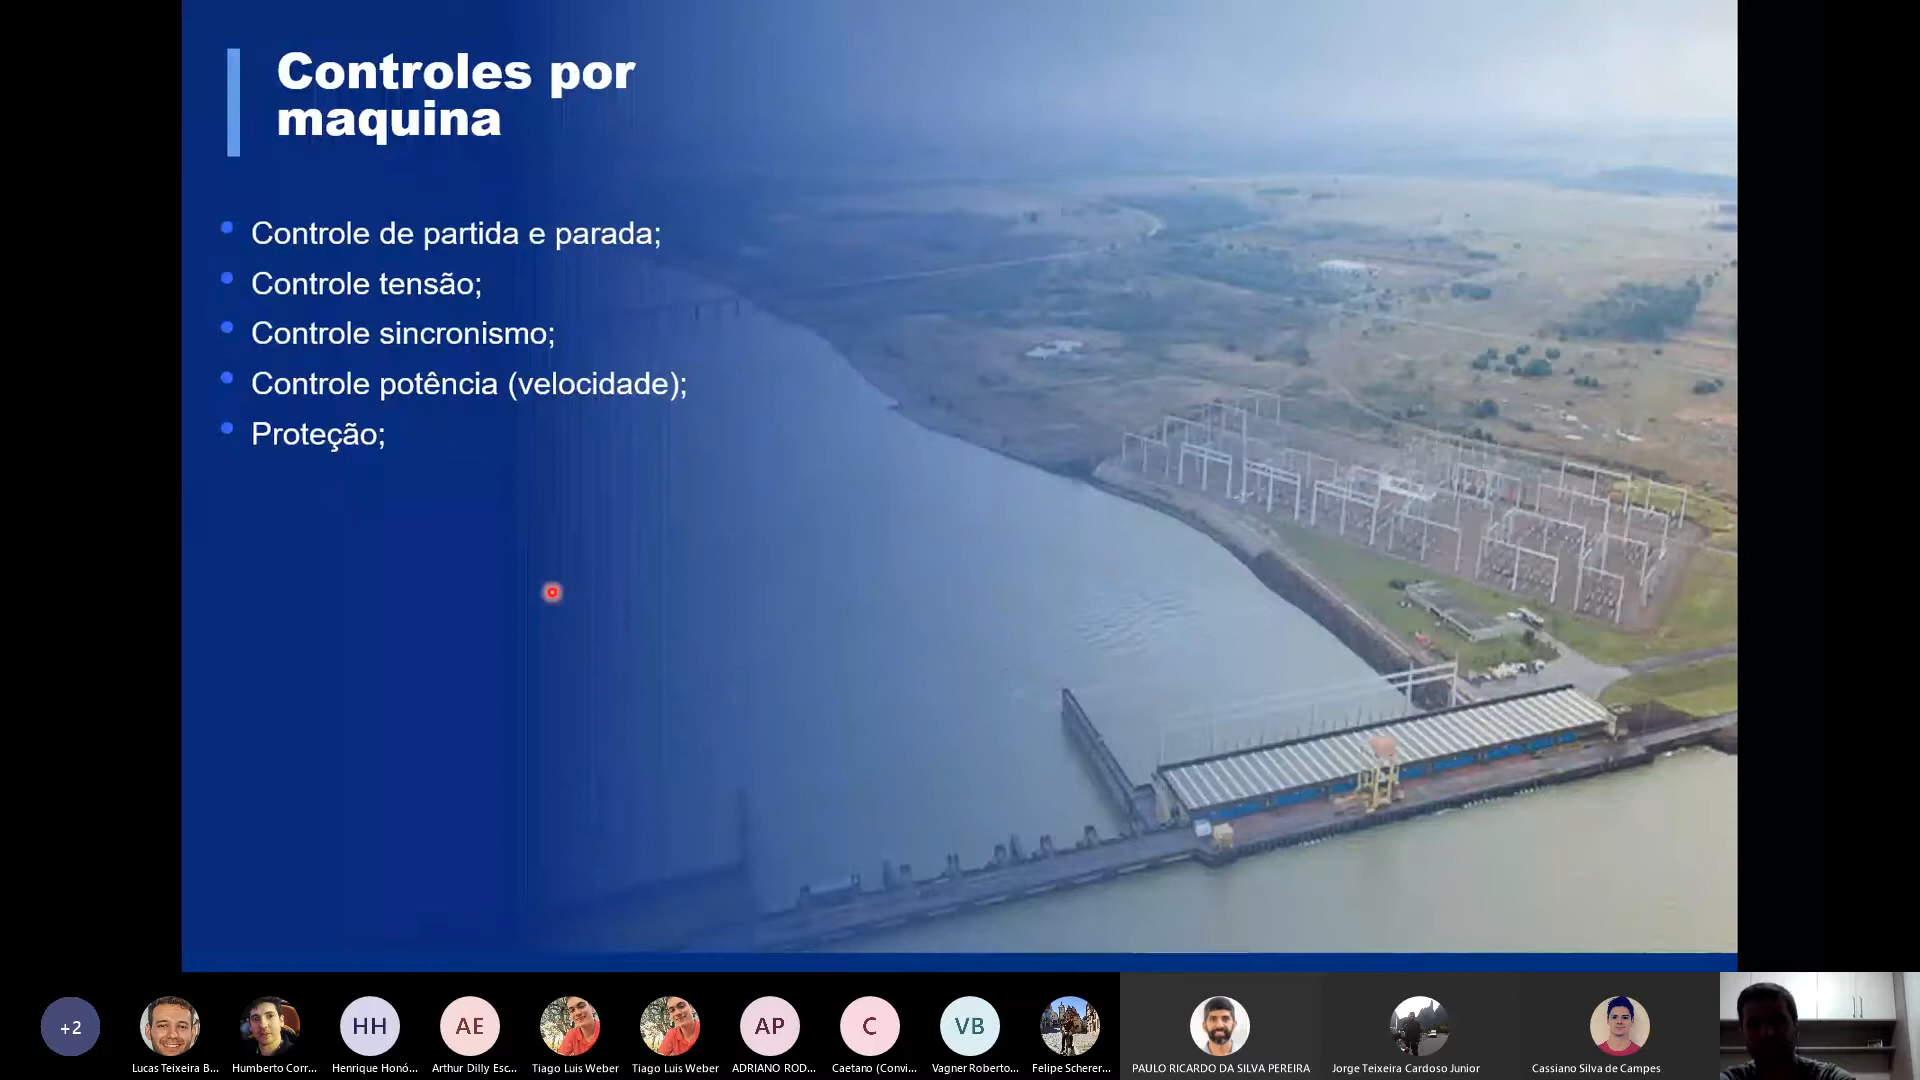 Controles por
maquina
Controle de partida e parada;
Controle tensão;
Controle sincronismo;
Controle potência (velocidade);
Proteção;
+2
HH
AE
AP
C
VB
Lucas Teixeira B...
Humberto Corr...
Henrique Honó...
Arthur Dilly Esc...
Tiago Luis Weber
Tiago Luis Weber
ADRIANO ROD...
Caetano (Convi...
Vagner Roberto...
Felipe Scherer...
PAULO RICARDO DA SILVA PEREIRA
Jorge Teixeira Cardoso Junior
Cassiano Silva de Campes